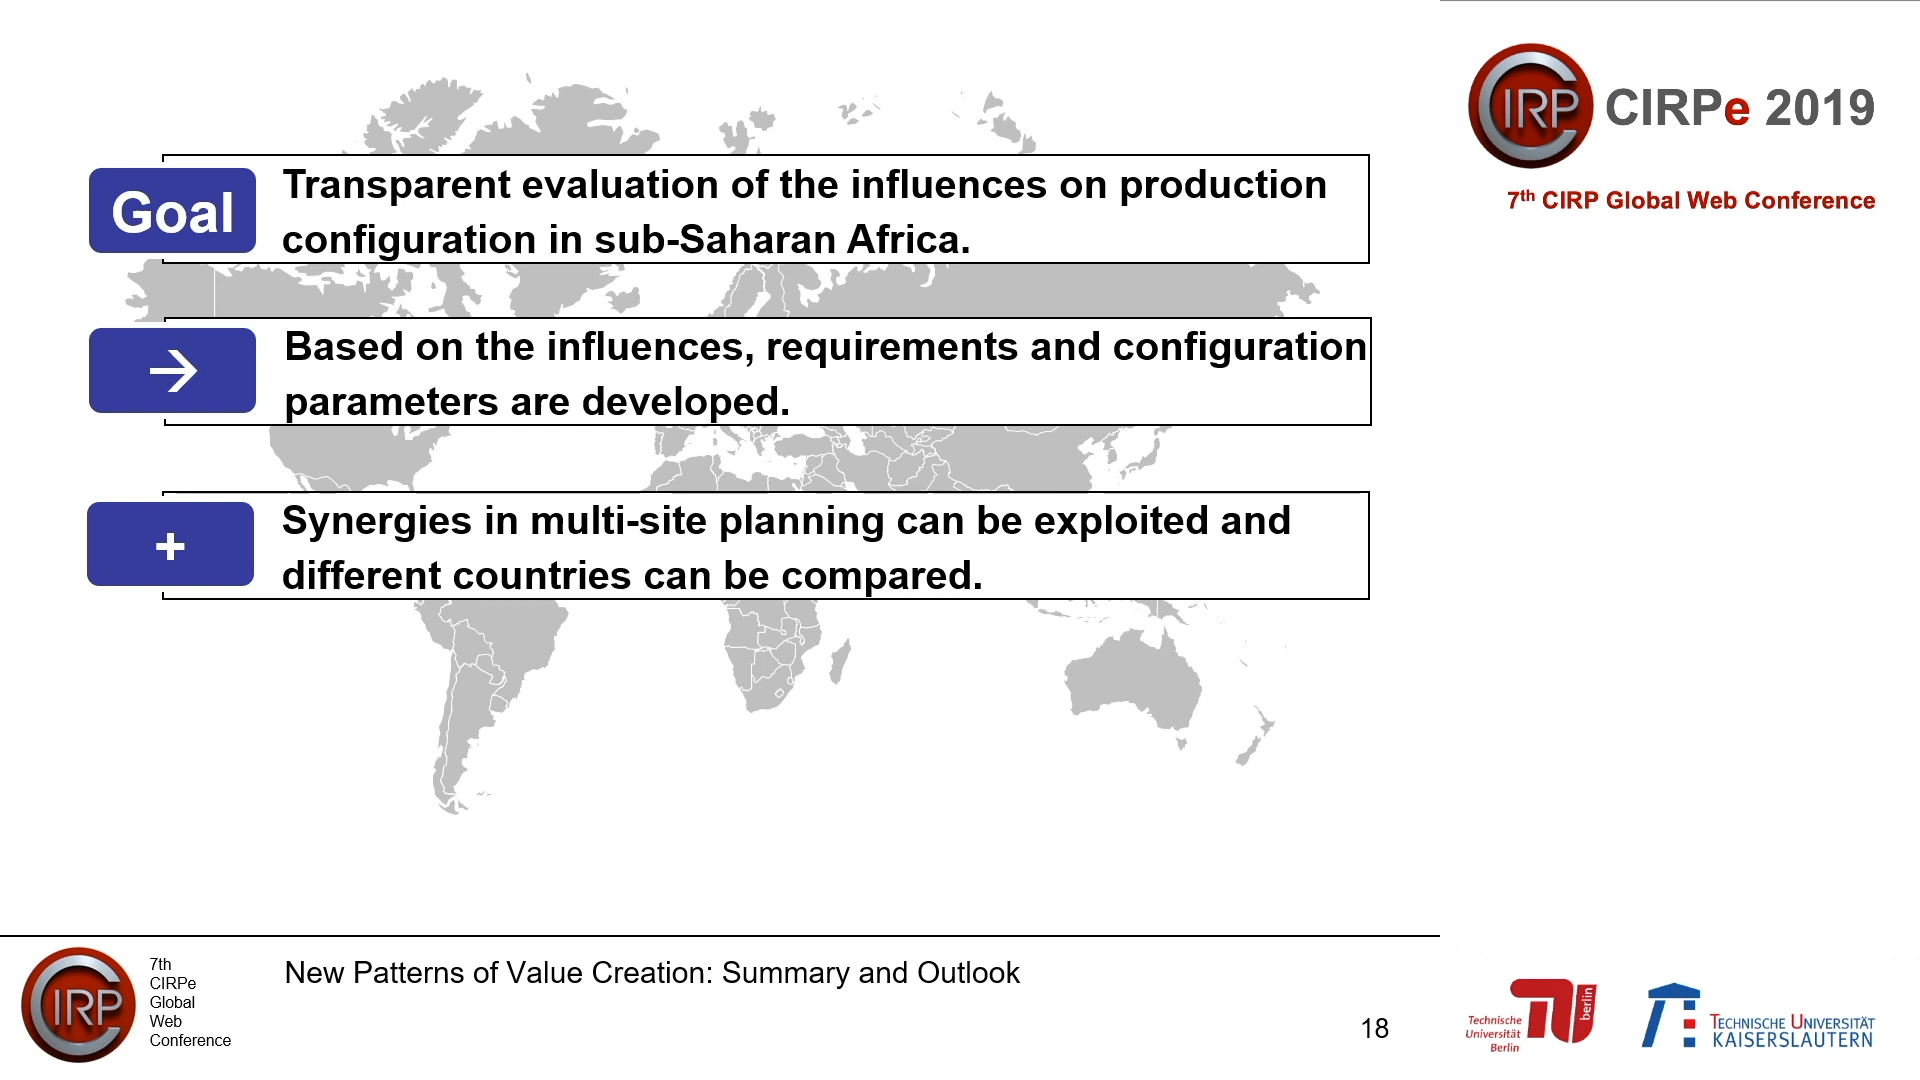 Goal
Transparent evaluation of the influences on production
configuration in sub-Saharan Africa.
→
Based on the influences, requirements and configuration
parameters are developed.
+
Synergies in multi-site planning can be exploited and
different countries can be compared.
CIRP
CIRPe 2019
7th CIRP Global Web Conference
CIRP
7th
CIRPe
Global
Web
Conference
New Patterns of Value Creation: Summary and Outlook
18
Technische
Universität
Berlin
berlin
TECHNISCHE UNIVERSITÄT
KAISERSLAUTERN